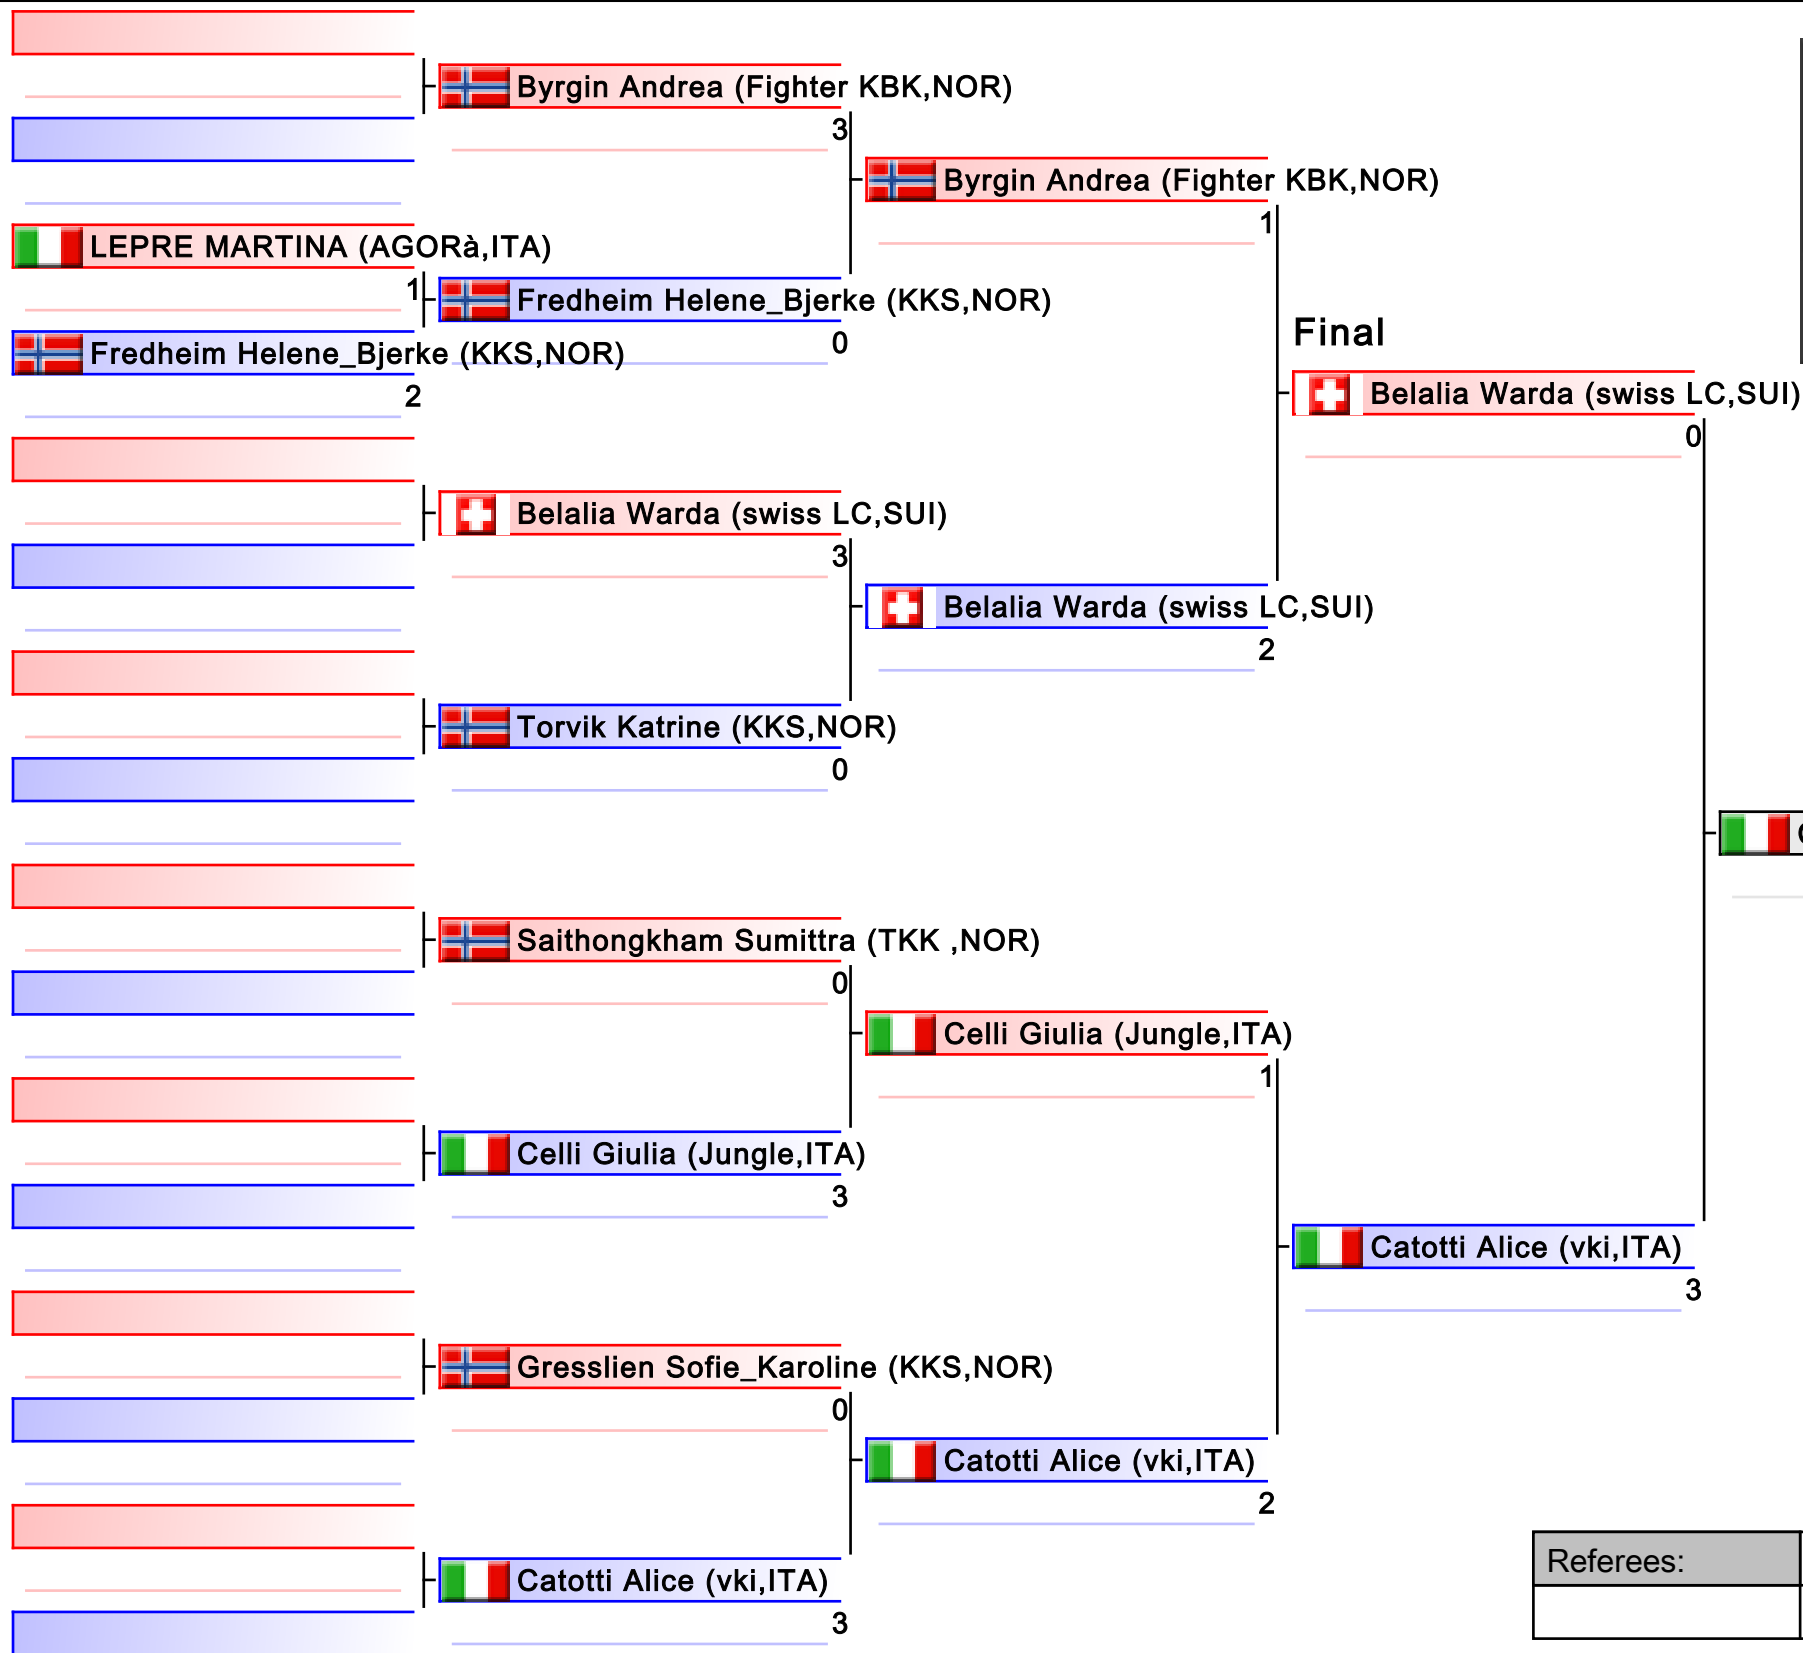 Byrgin Andrea (Fighter KBK,NOR)
3
Byrgin Andrea (Fighter KBK,NOR)
1
LEPRE MARTINA (AGORà,ITA)
1
Fredheim Helene_Bjerke (KKS,NOR)
0
Fredheim Helene_Bjerke (KKS,NOR)
2
Final
Belalia Warda (swiss LC,SUI)
0
Belalia Warda (swiss LC,SUI)
3
Belalia Warda (swiss LC,SUI)
2
Torvik Katrine (KKS,NOR)
0
Saithongkham Sumittra (TKK ,NOR)
0
Celli Giulia (Jungle,ITA)
1
Celli Giulia (Jungle,ITA)
3
Catotti Alice (vki,ITA)
3
Gresslien Sofie_Karoline (KKS,NOR)
0
Catotti Alice (vki,ITA)
2
Catotti Alice (vki,ITA)
3
Referees: